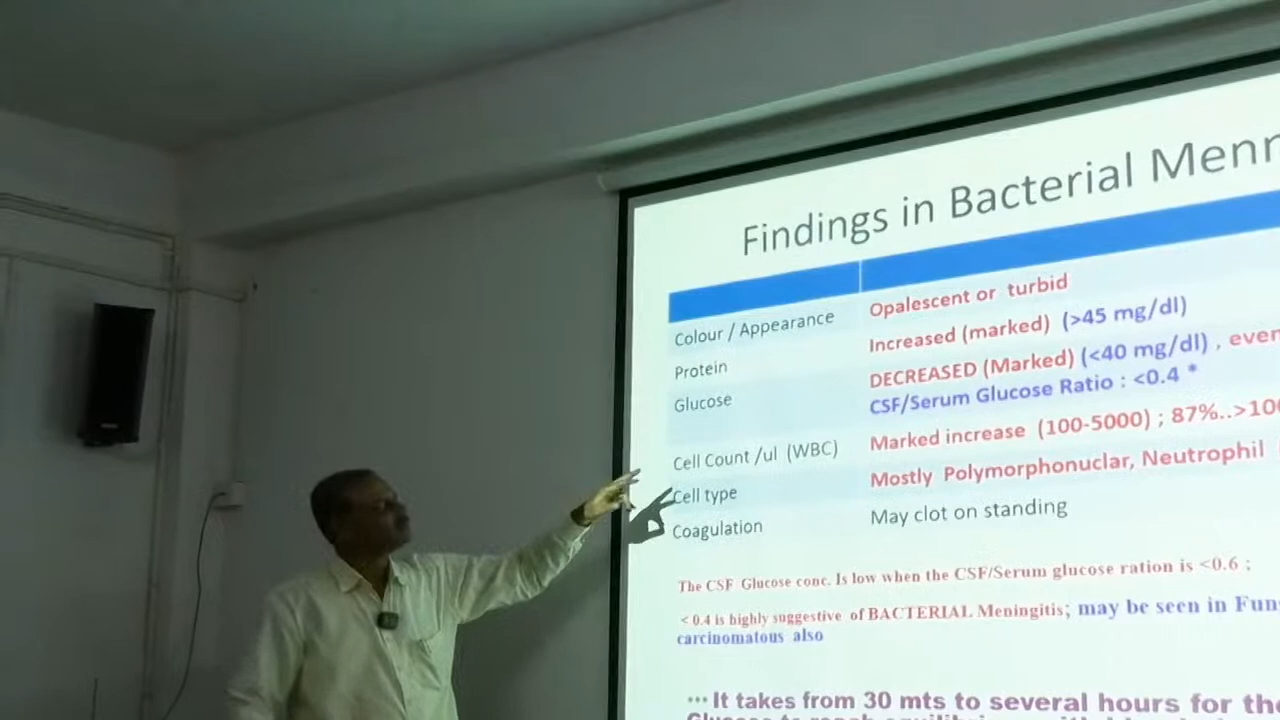 Findings in Bacterial Menn
Colour / Appearance Opalescent or turbid
Protein Increased (marked) (>45 mg/dl)
Glucose DECREASED (Marked) (<40 mg/dl) , even
CSF/Serum Glucose Ratio : <0.4 *
Cell Count /ul (WBC) Marked increase (100-5000) ; 87%..>100
Cell type Mostly Polymorphonuclar, Neutrophil
Coagulation May clot on standing
The CSF Glucose conc. Is low when the CSF/Serum glucose ration is <0.6 ;
< 0.4 is highly suggestive of BACTERIAL Meningitis; may be seen in Fung
carcinomatous also
... It takes from 30 mts to several hours for the